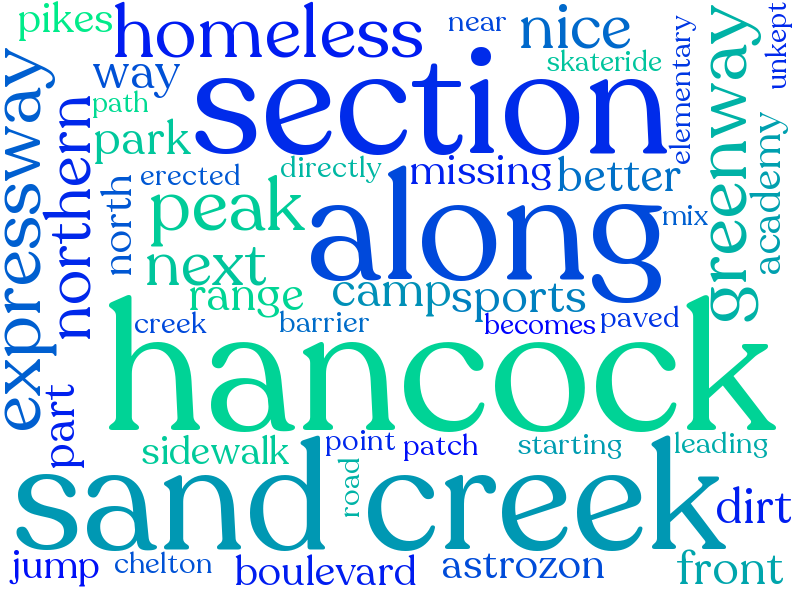 pikes
homeless
near
nice
skateride
elementary
unkept
way
section
path
park
expressway
northern
greenway
academy
north
erected
directly
missing
better
peak
along
mix
next
range
camp
sports
creek
barrier
becomes
paved
hancock
part
sidewalk
point
patch
starting
leading
road
sand creek
dirt
jump
chelton
boulevard
astrozon
front